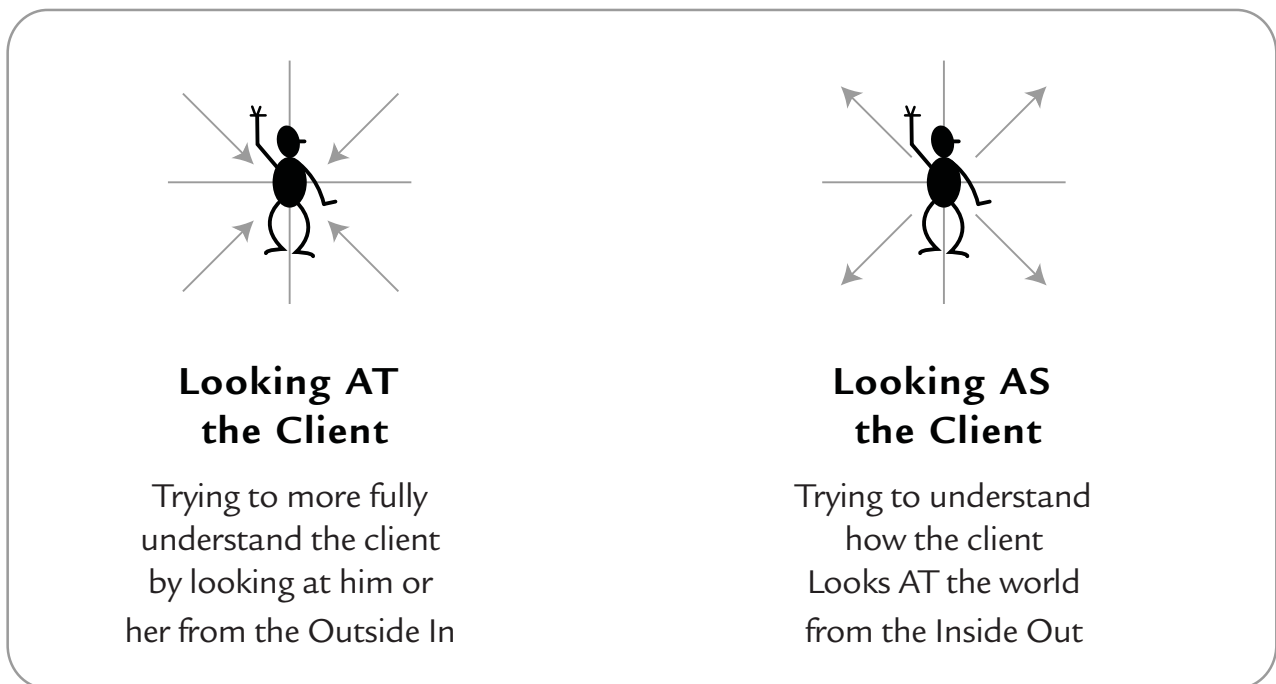 Looking AT
the Client
Trying to more fully
understand the client
by looking at him or
her from the Outside In
Looking AS
the Client
Trying to understand
how the client
Looks AT the world
from the Inside Out